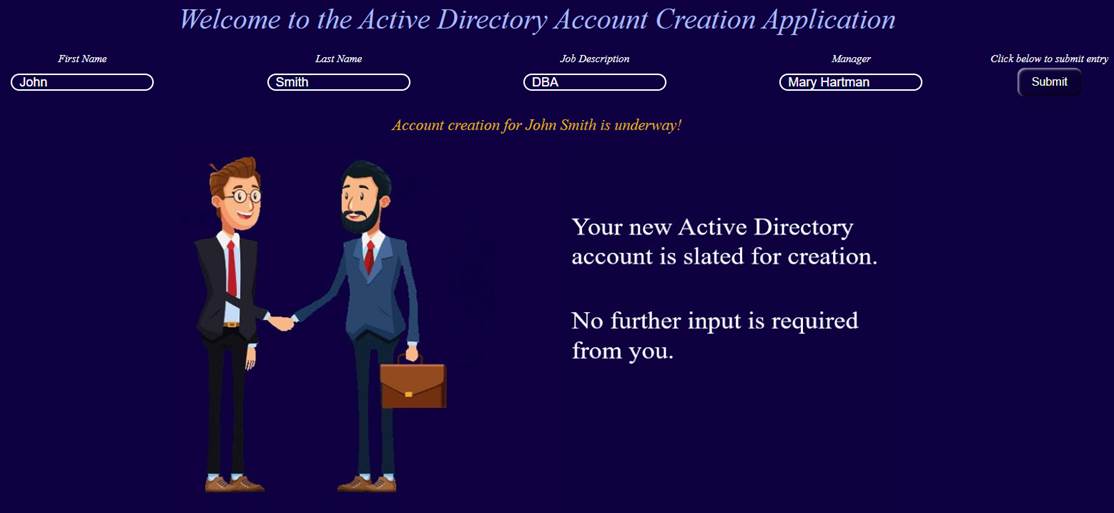 Welcome to the Active Directory Account Creation Application
First Name
Last Name
Job Description
Manager
Click below to submit entry
John
Smith
DBA
Mary Hartman
Submit
Account creation for John Smith is underway!
Your new Active Directory
account is slated for creation.
No further input is required
from you.